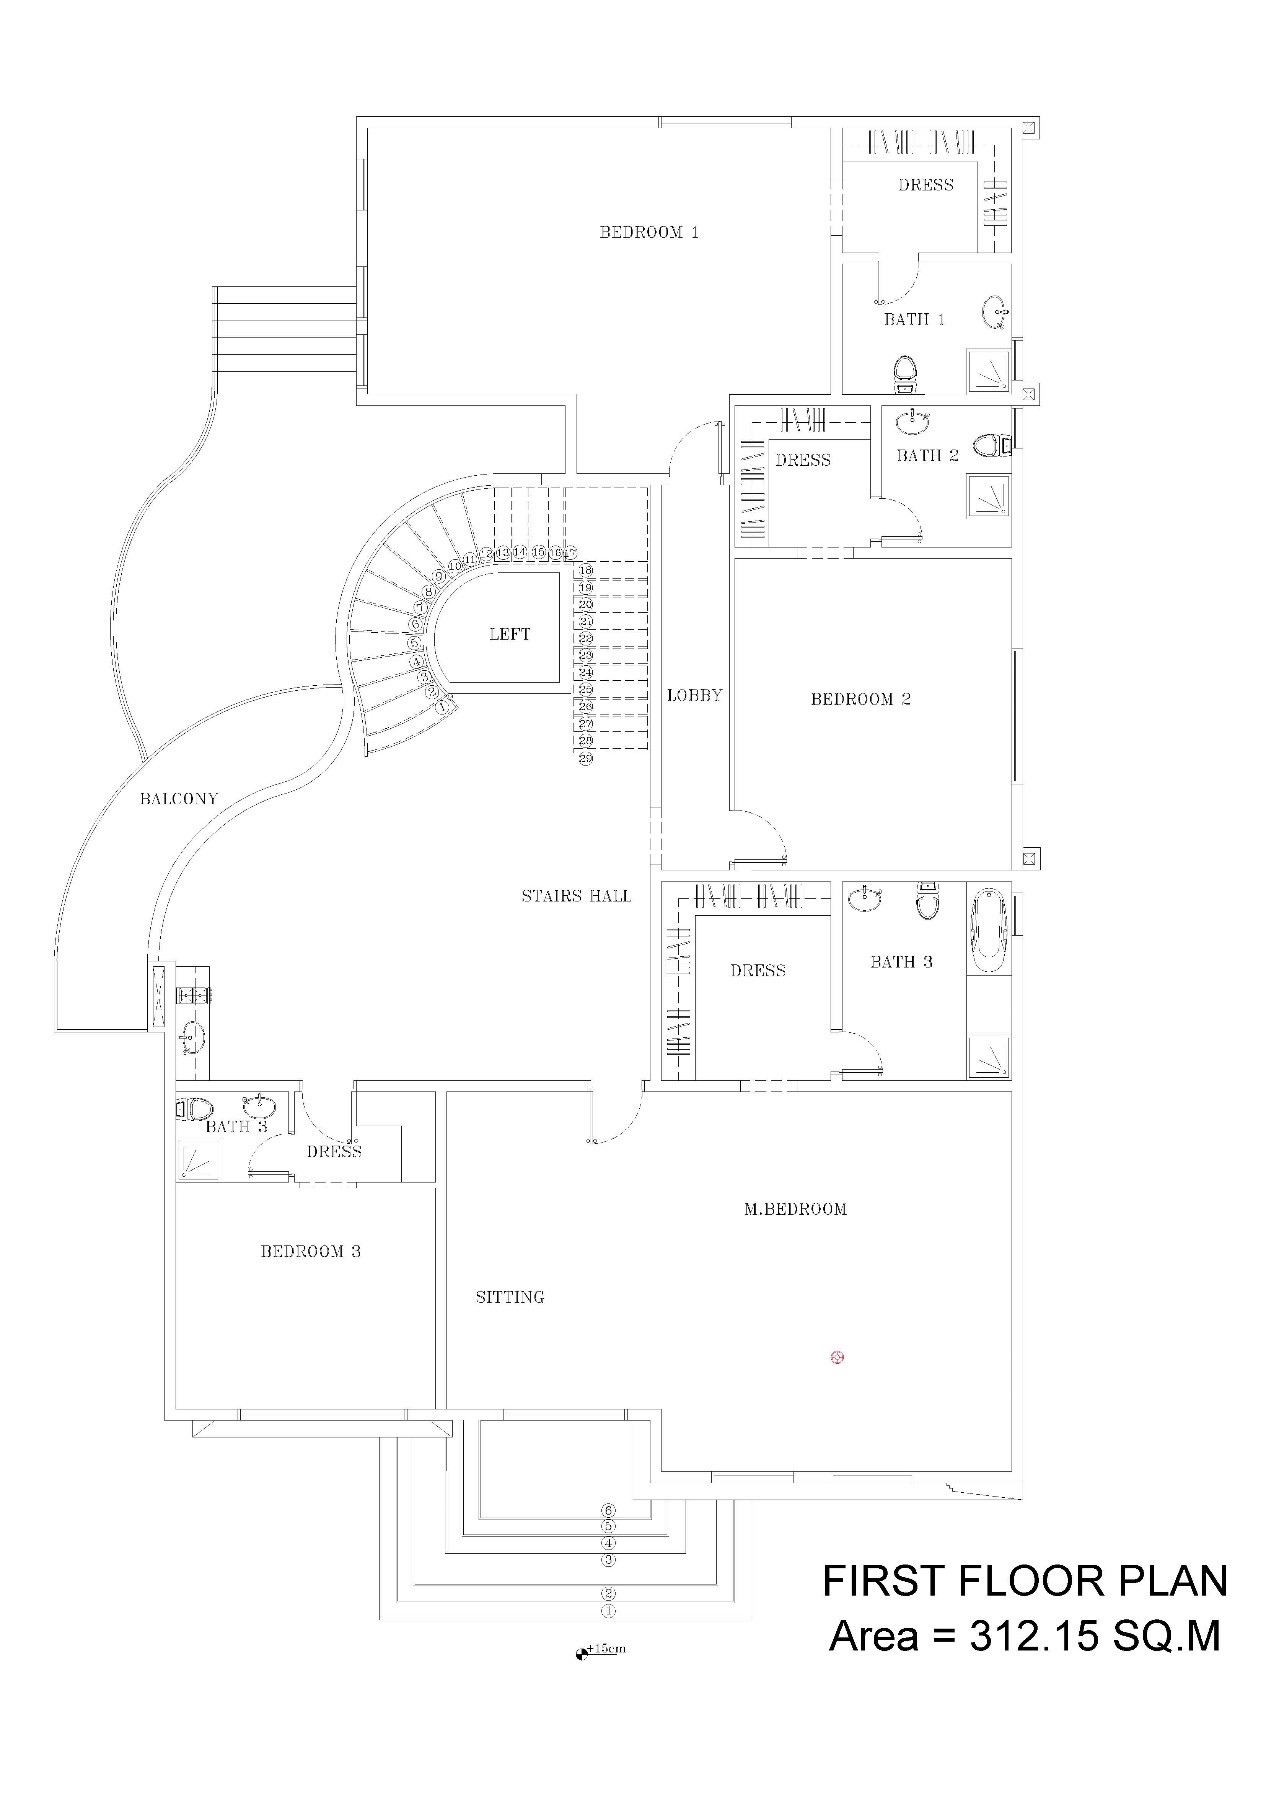 DRESS
BEDROOM 1
BATH 1
DRESS
BATH 2
12 13 14 15 16 17
11
10
9
8
7
6
5
4
3
2
1
18
19
20
21
22
23
24
25
26
27
28
29
LEFT
LOBBY
BEDROOM 2
BALCONY
STAIRS HALL
DRESS
BATH 3
BATH 3
DRESS
M.BEDROOM
BEDROOM 3
SITTING
6
5
4
3
2
1
+15cm
FIRST FLOOR PLAN
Area = 312.15 SQ.M